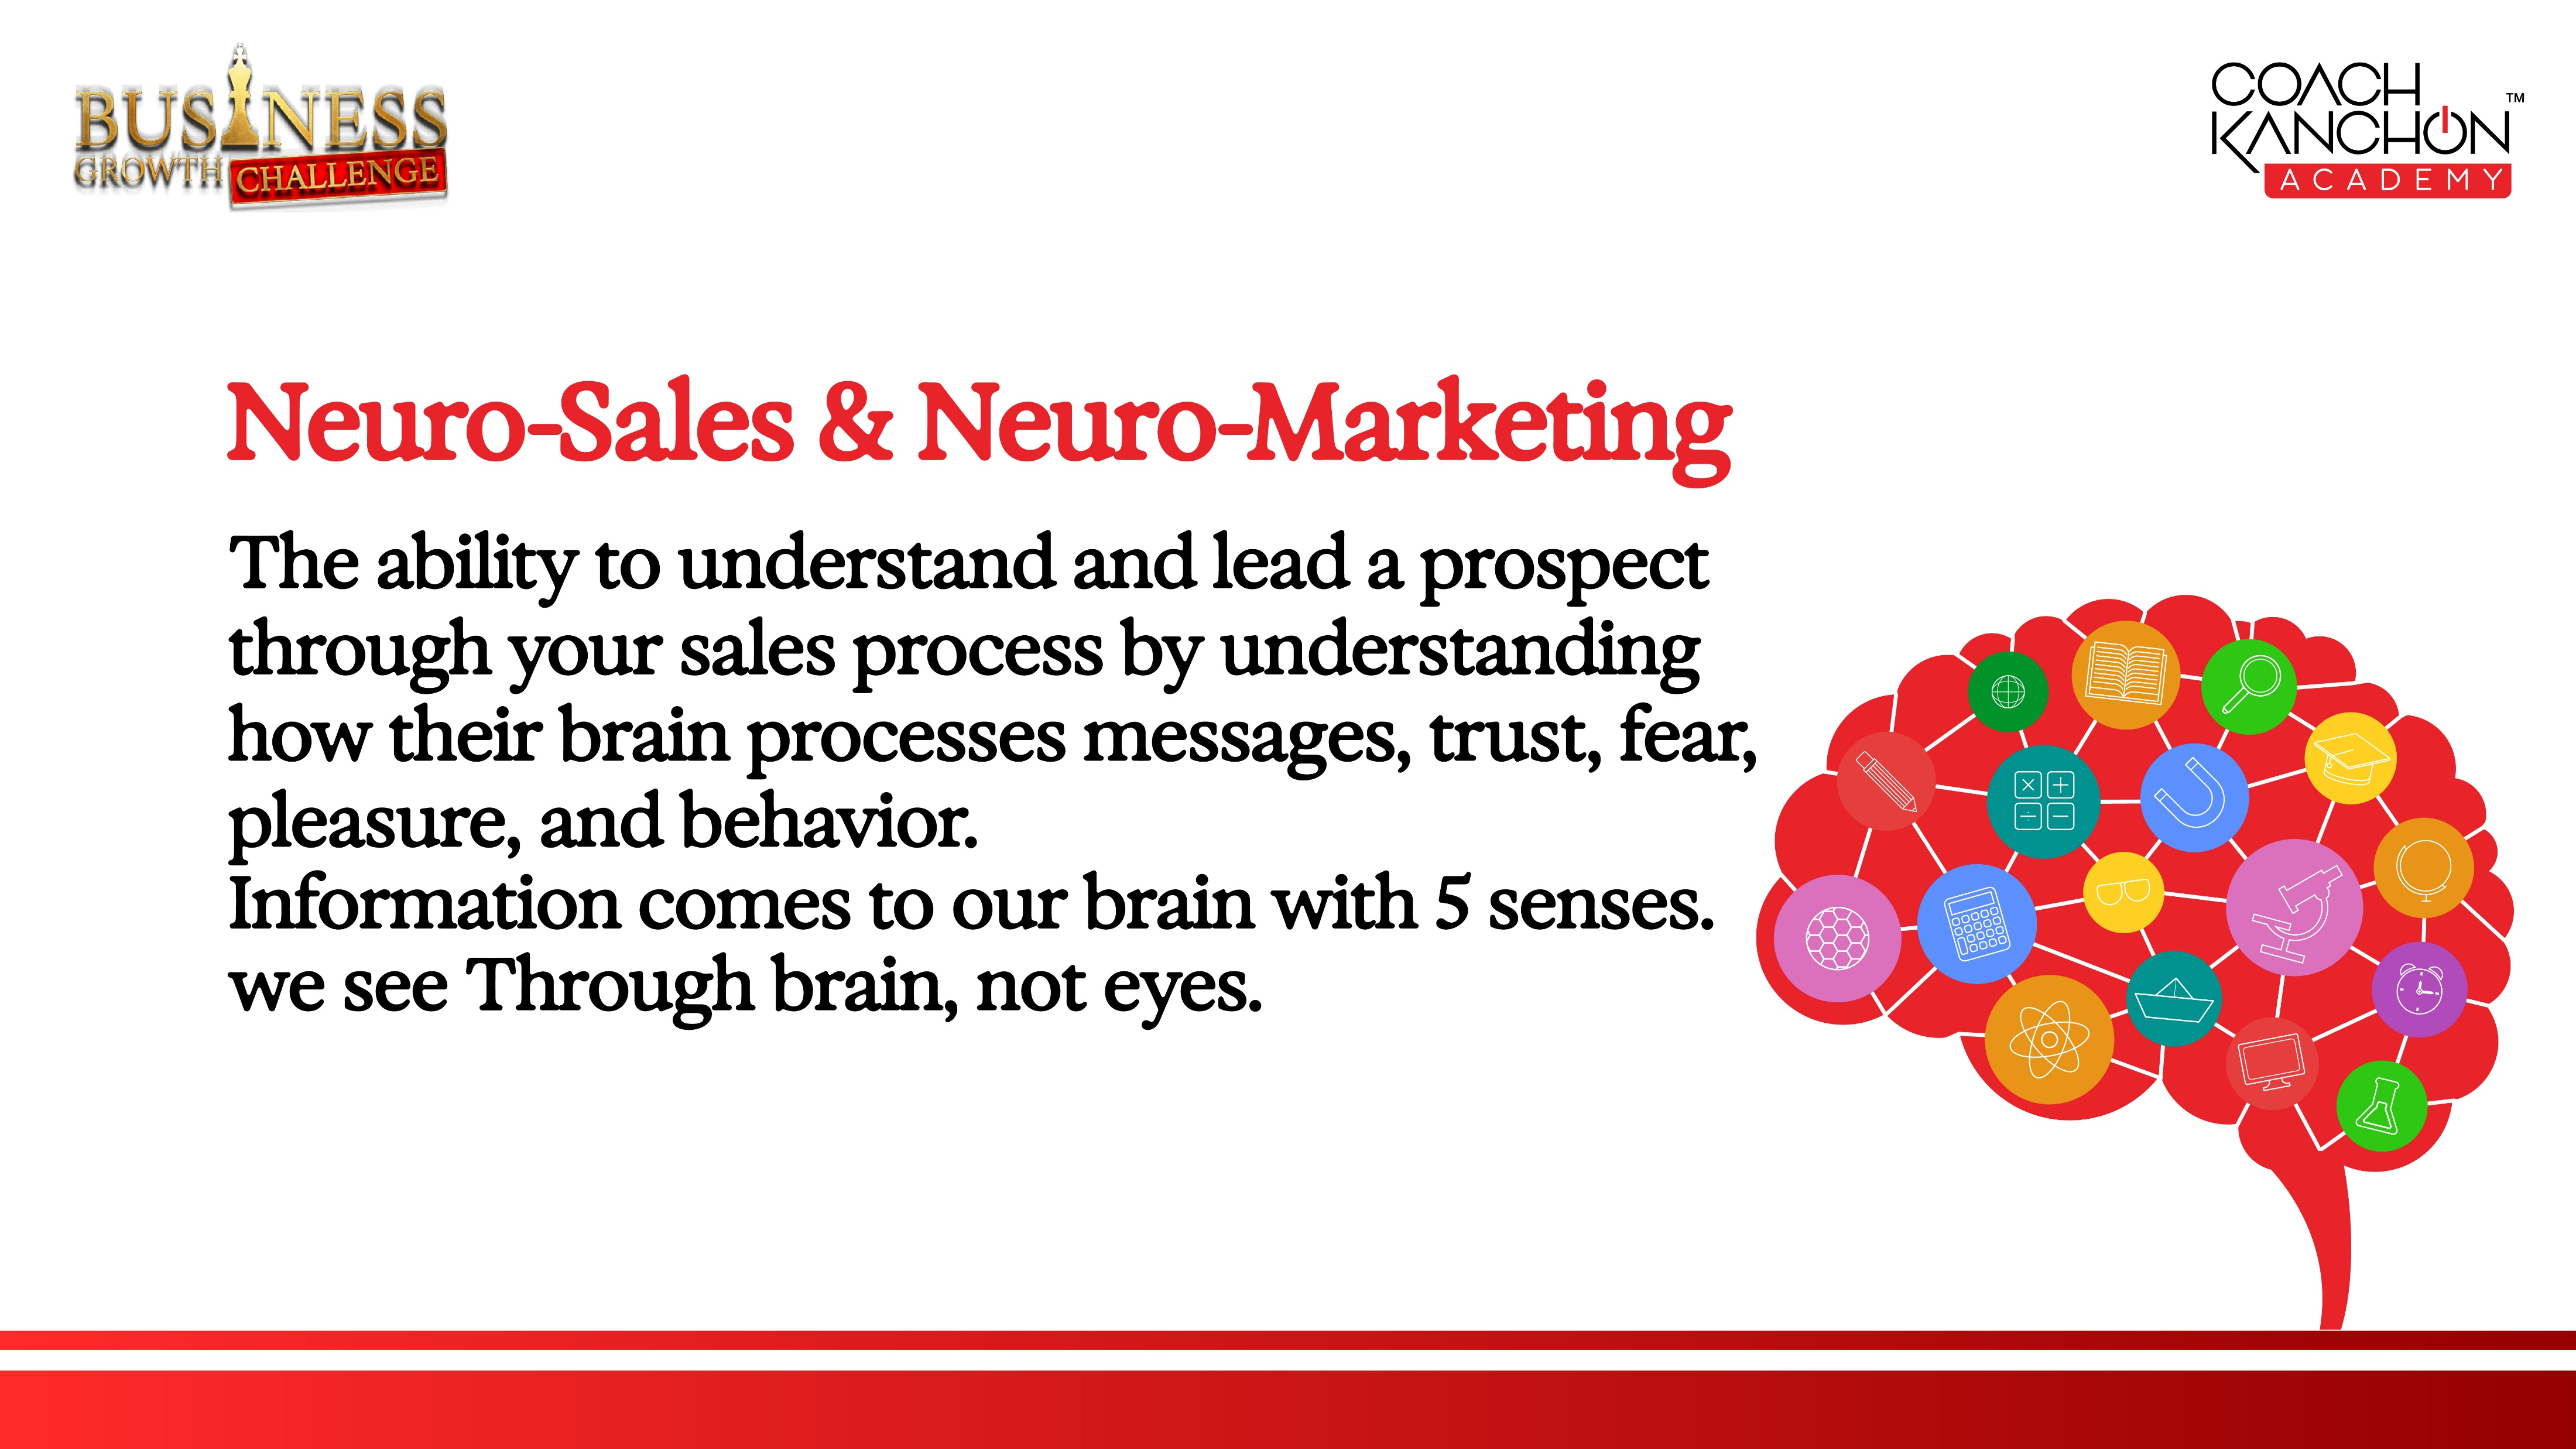 BUSINESS
GROWTH CHALLENGE
COACH
KANCHON
TM
ACADEMY
Neuro-Sales & Neuro-Marketing
The ability to understand and lead a prospect
through your sales process by understanding
how their brain processes messages, trust, fear,
pleasure, and behavior.
Information comes to our brain with 5 senses.
we see Through brain, not eyes.